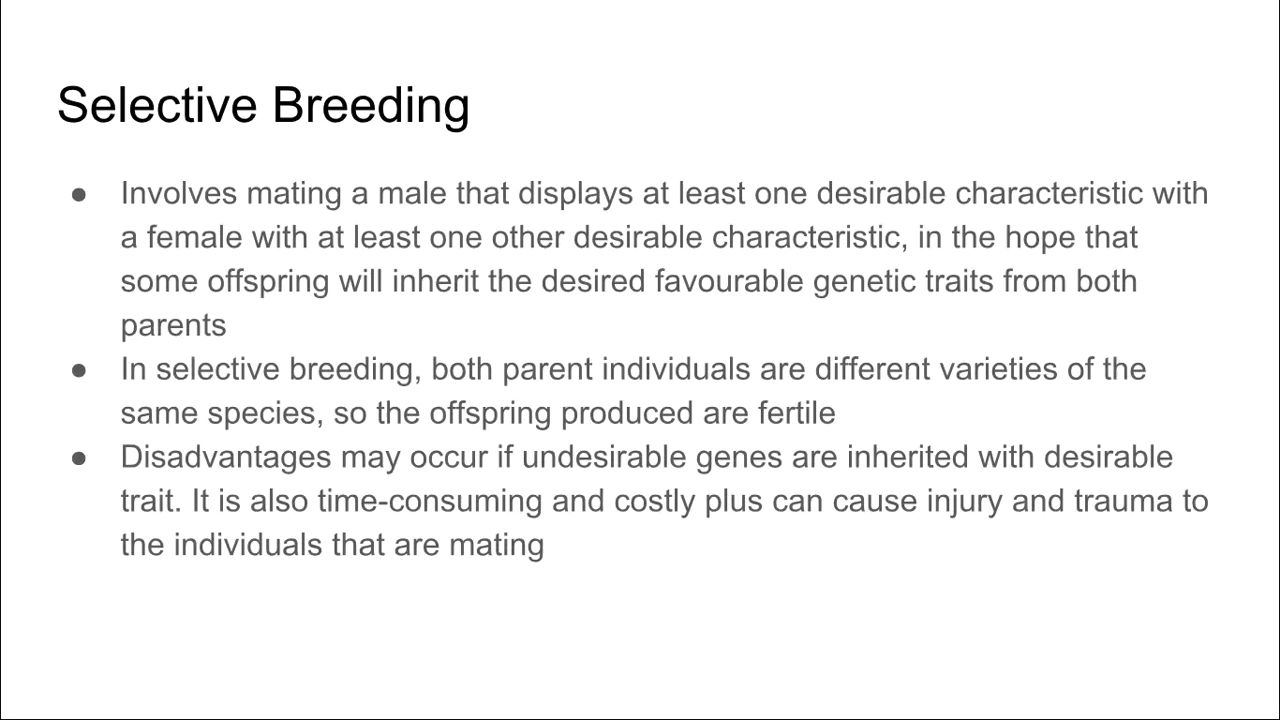 Selective Breeding
● Involves mating a male that displays at least one desirable characteristic with
a female with at least one other desirable characteristic, in the hope that
some offspring will inherit the desired favourable genetic traits from both
parents
● In selective breeding, both parent individuals are different varieties of the
same species, so the offspring produced are fertile
● Disadvantages may occur if undesirable genes are inherited with desirable
trait. It is also time-consuming and costly plus can cause injury and trauma to
the individuals that are mating